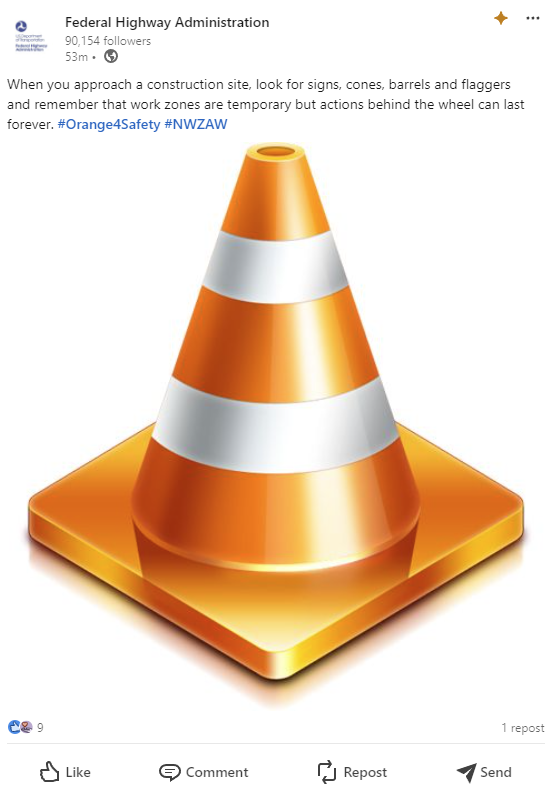 Federal Highway Administration
90,154 followers
53m •
U.S. Department
of Transportation
Federal Highway
Administration
When you approach a construction site, look for signs, cones, barrels and flaggers
and remember that work zones are temporary but actions behind the wheel can last
forever. #Orange4Safety #NWZAW
9
1 repost
Like
Comment
Repost
Send